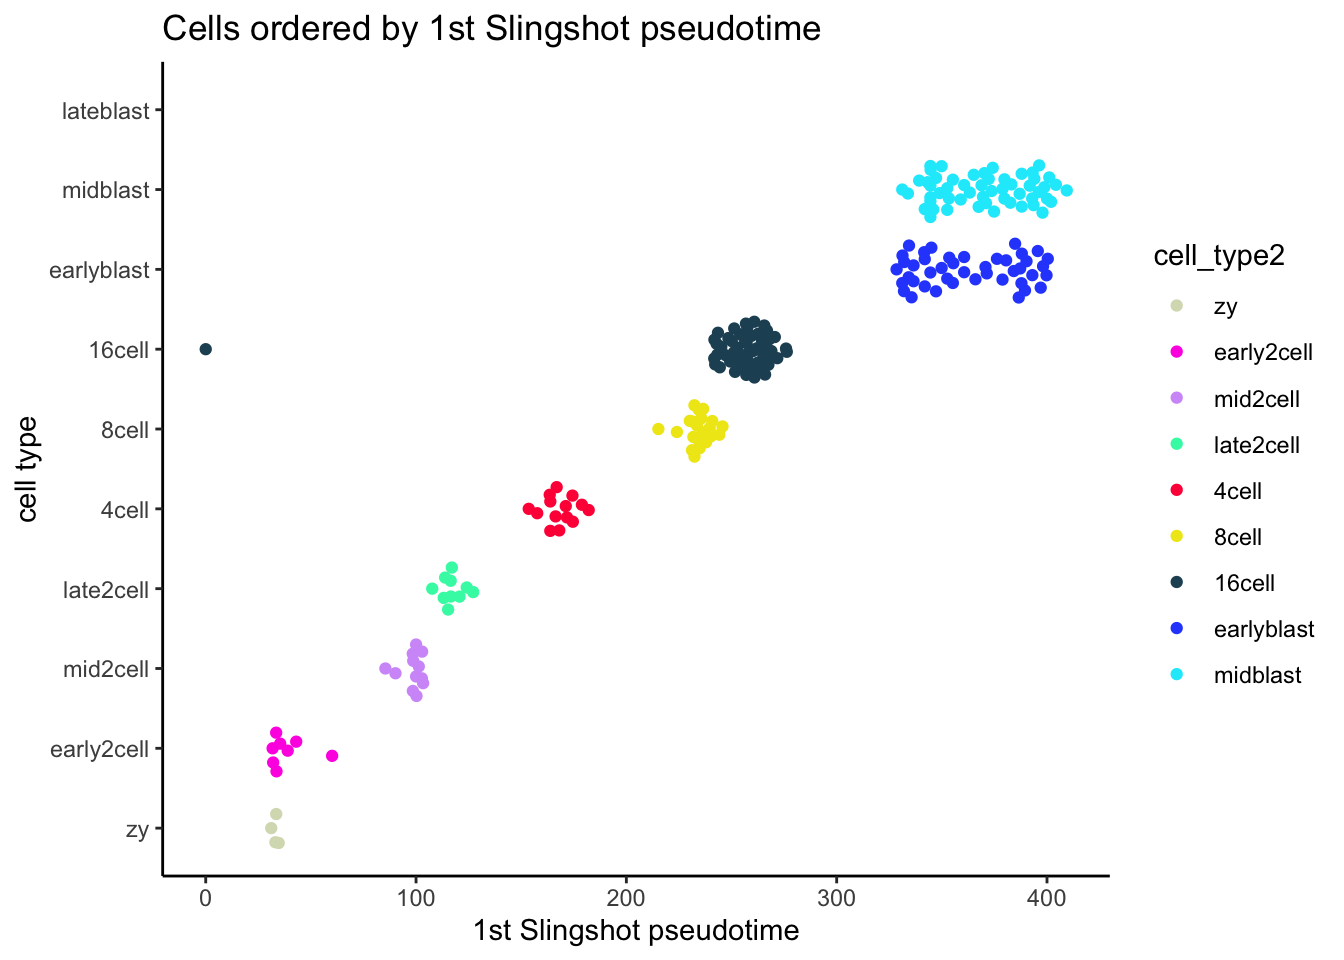 Cells ordered by 1st Slingshot pseudotime
lateblast
midblast
earlyblast
16cell
8cell
4cell
late2cell
mid2cell
early2cell
zy
cell type
0 100 200 300 400
1st Slingshot pseudotime
cell_type2
zy
early2cell
mid2cell
late2cell
4cell
8cell
16cell
earlyblast
midblast